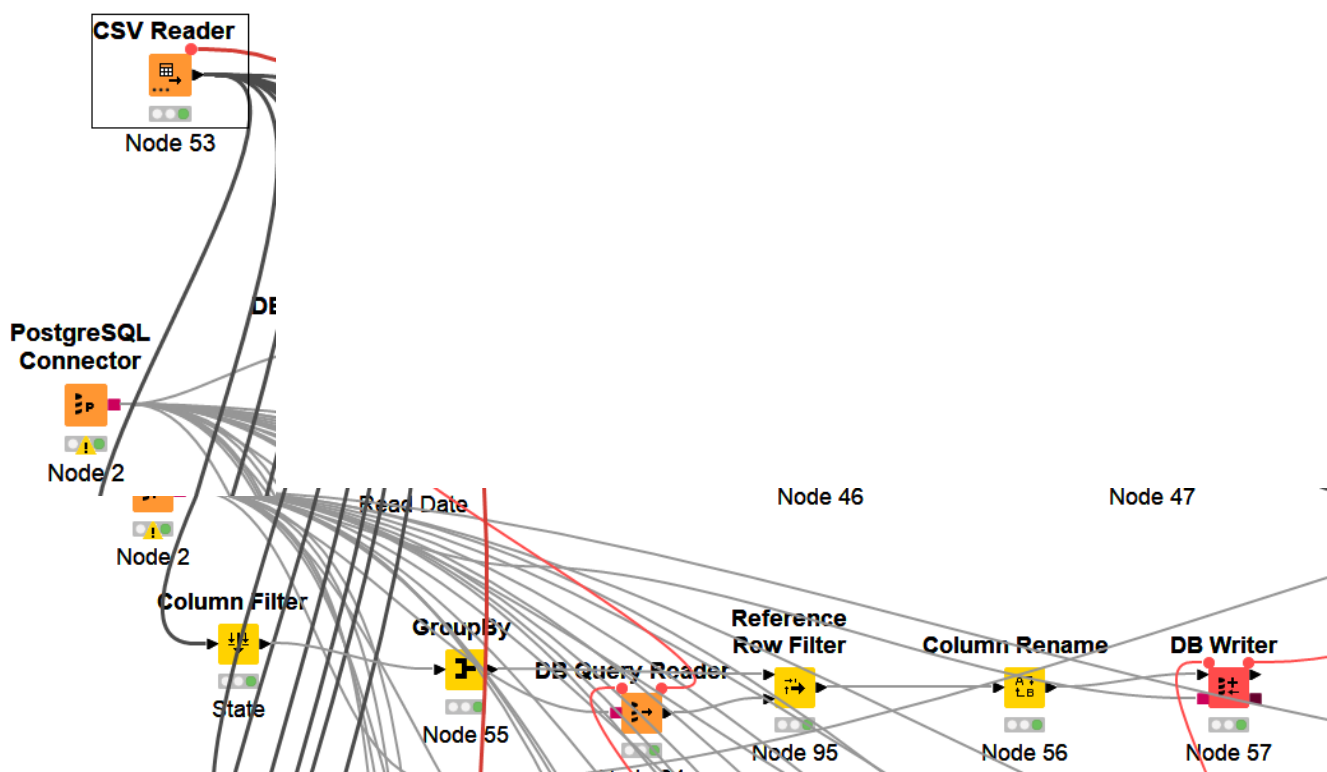 CSV Reader
Node 53
PostgreSQL
Connector
Node 2
Read Date
Node 46
Node 47
Node 2
Column Filter
State
GroupBy
Node 55
DB Query Reader
Reference
Row Filter
Node 95
Column Rename
Node 56
DB Writer
Node 57